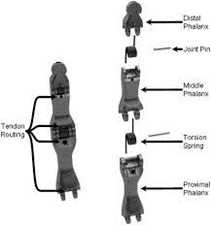 Distal
Phalanx
Joint Pin
Middle
Phalanx
Tendon
Routing
Torsion
Spring
Proximal
Phalanx